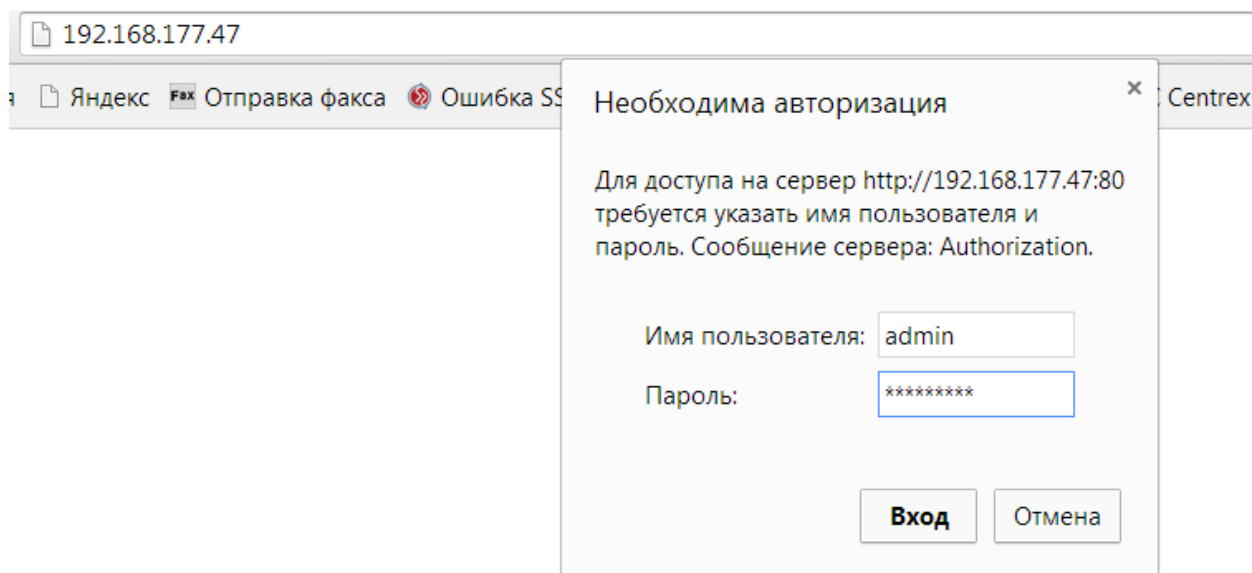 192.168.177.47
я Яндекс Fax Отправка факса Ошибка SS Centrex
Необходима авторизация ×
Для доступа на сервер http://192.168.177.47:80
требуется указать имя пользователя и
пароль. Сообщение сервера: Authorization.
Имя пользователя: admin
Пароль: *********
Вход Отмена